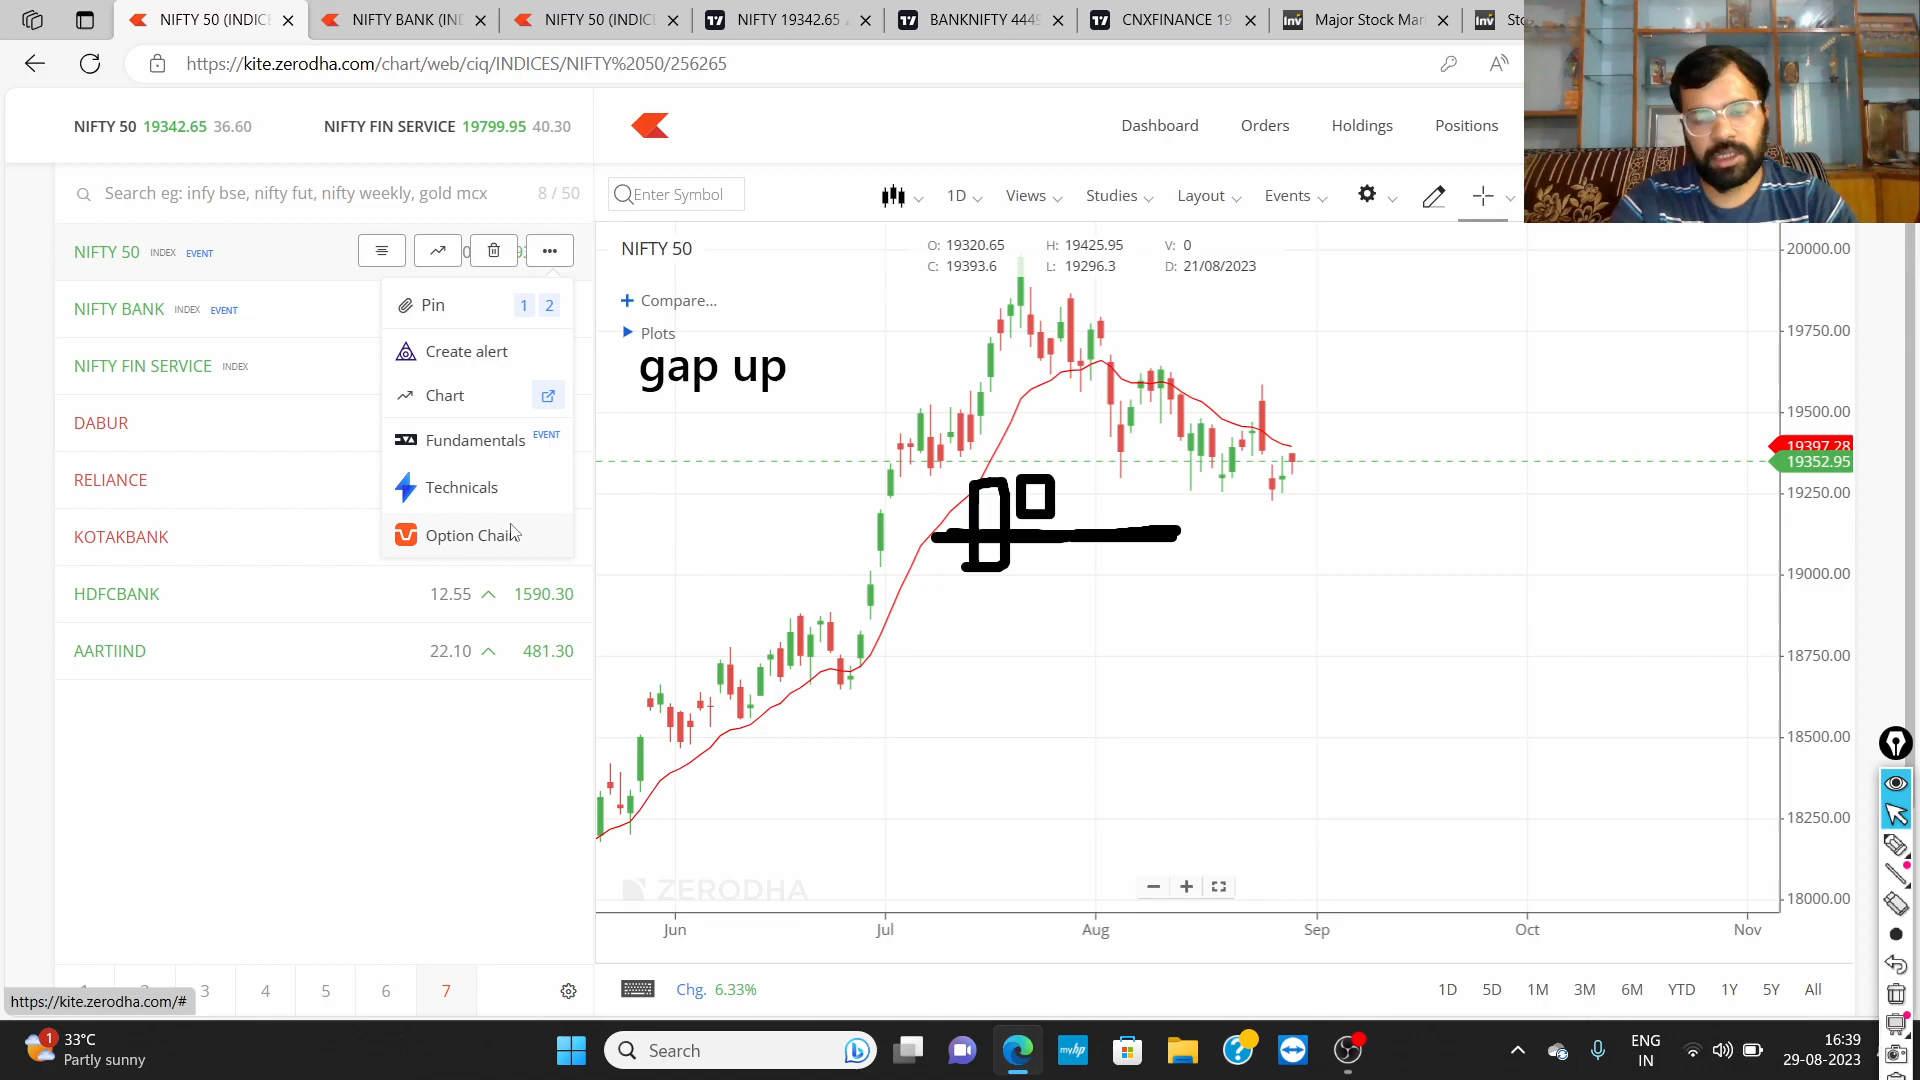 NIFTY 50 (INDICE
NIFTY BANK (IND
NIFTY 50 (INDIC
NIFTY 19342.65
BANKNIFTY 4449
CNXFINANCE 19
Major Stock Mar
https://kite.zerodha.com/chart/web/ciq/INDICES/NIFTY%2050/256265
NIFTY 50 19342.65 36.60
NIFTY FIN SERVICE 19799.95 40.30
Dashboard Orders Holdings Positions
Search eg: infy bse, nifty fut, nifty weekly, gold mcx 8 / 50
Enter Symbol 1D Views Studies Layout Events
NIFTY 50 INDEX EVENT
NIFTY BANK INDEX EVENT
NIFTY FIN SERVICE INDEX
DABUR
RELIANCE
KOTAKBANK
HDFCBANK 12.55 1590.30
AARTIIND 22.10 481.30
Pin 1 2
Create alert
Chart
Fundamentals EVENT
Technicals
Option Chain
NIFTY 50
O: 19320.65 H: 19425.95 V: 0
C: 19393.6 L: 19296.3 D: 21/08/2023
+ Compare...
Plots
gap up
20000.00
19750.00
19500.00
19397.28
19352.95
19250.00
19000.00
18750.00
18500.00
18250.00
18000.00
ZERODHA
Jun Jul Aug Sep Oct Nov
3 4 5 6 7
Chg. 6.33%
1D 5D 1M 3M 6M YTD 1Y 5Y All
https://kite.zerodha.com/#
1
33°C
Partly sunny
Search
myhp
ENG
IN
16:39
29-08-2023